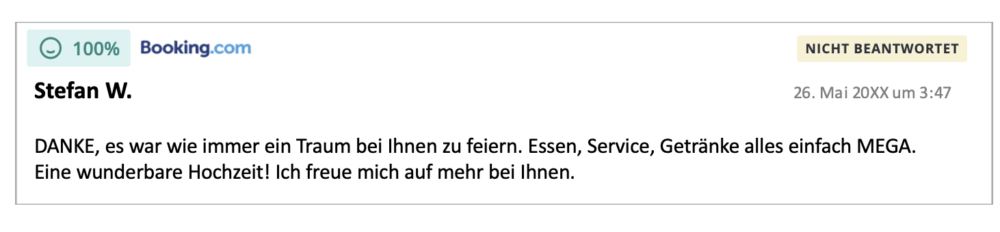 100% Booking.com NICHT BEANTWORTET
Stefan W. 26. Mai 20XX um 3:47
DANKE, es war wie immer ein Traum bei Ihnen zu feiern. Essen, Service, Getränke alles einfach MEGA.
Eine wunderbare Hochzeit! Ich freue mich auf mehr bei Ihnen.